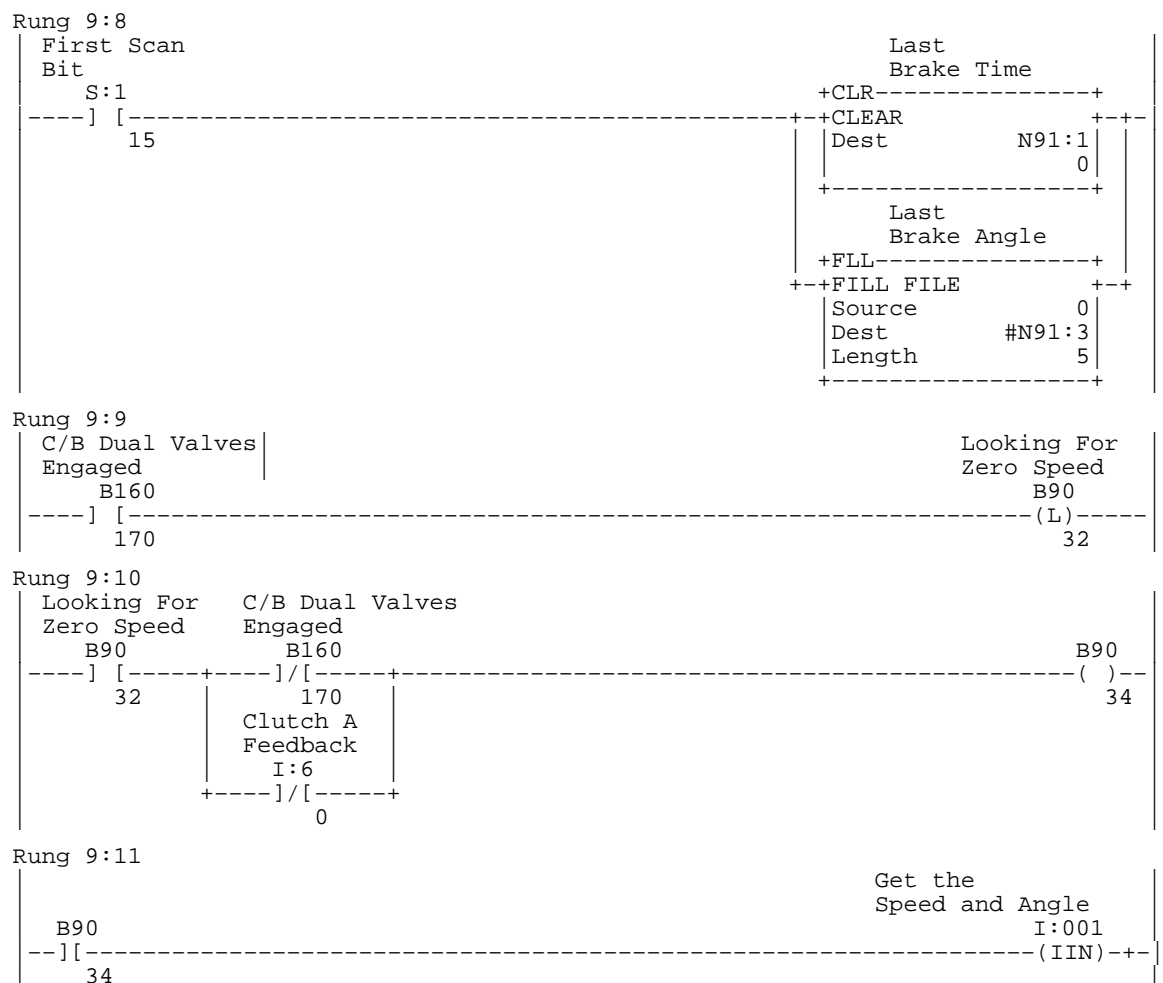 Rung 9:8
| First Scan                                                  Last                |
| Bit                                                         Brake Time          |
|    S:1                                                  +CLR----------------+   |
|----] [------------------------------------------------+-+CLEAR              +-+-|
|       15                                              | |Dest          N91:1| | |
|                                                       | |                  0| | |
|                                                       | +-------------------+ | |
|                                                       |      Last             | |
|                                                       |      Brake Angle      | |
|                                                       | +FLL----------------+ | |
|                                                       +-+FILL FILE          +-+ |
|                                                         |Source            0|   |
|                                                         |Dest         #N91:3|   |
|                                                         |Length            5|   |
|                                                         +-------------------+   |
Rung 9:9
| C/B Dual Valves|                                                  Looking For   |
| Engaged        |                                                  Zero Speed    |
|     B160                                                               B90      |
|----] [-----------------------------------------------------------------(L)-----
|      170                                                                 32     |
Rung 9:10
| Looking For   C/B Dual Valves                                                   |
| Zero Speed    Engaged                                                           |
|    B90           B160                                                     B90   |
|----] [-----+----]/[-----+-------------------------------------------------( )--
|      32    |      170   |                                                   34  |
|            | Clutch A   |                                                       |
|            | Feedback   |                                                       |
|            |    I:6     |                                                       |
|            +----]/[-----+                                                       |
|                    0                                                            |
Rung 9:11
|                                                             Get the             |
|                                                             Speed and Angle     |
|  B90                                                                   I:001    |
|--][--------------------------------------------------------------------(IIN)-+-|
|    34                                                                           |